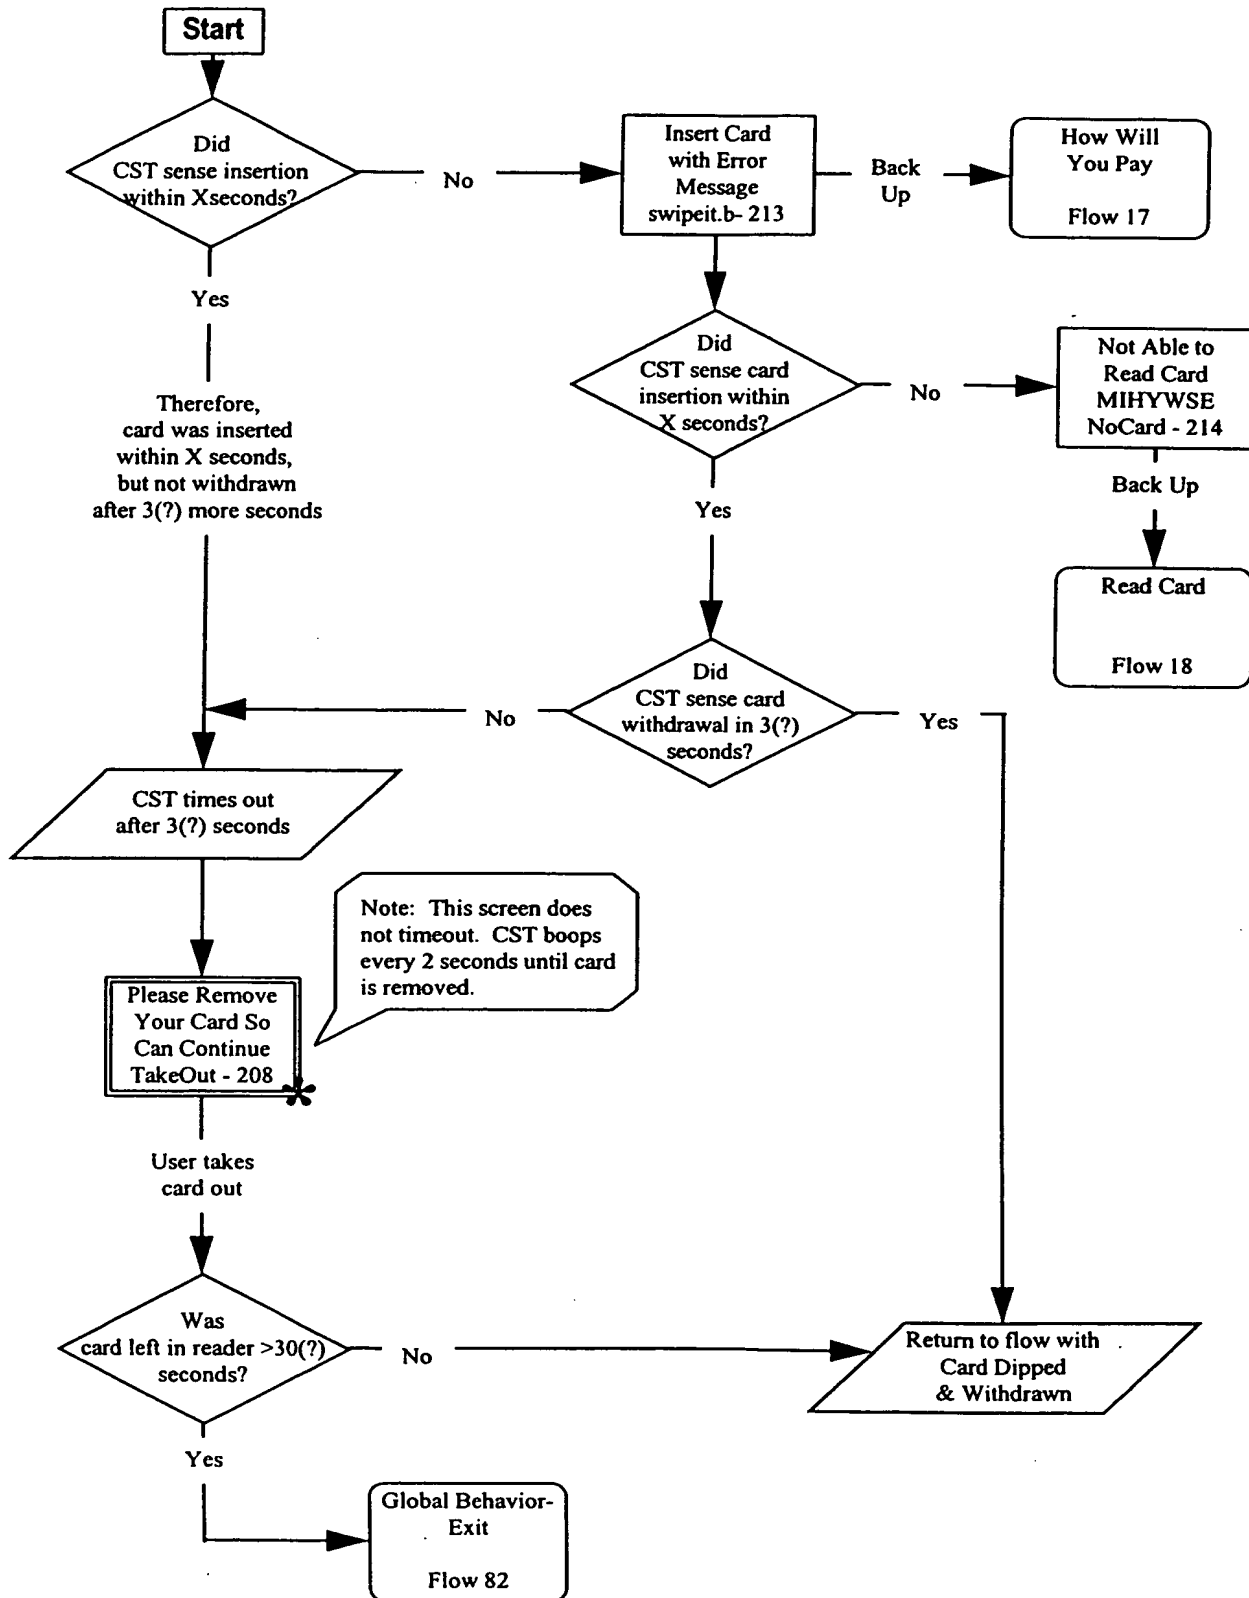 Start
Did
CST sense insertion
within Xseconds?
No
Insert Card
with Error
Message
swipeit.b- 213
Back
Up
How Will
You Pay
Flow 17
Yes
Therefore,
card was inserted
within X seconds,
but not withdrawn
after 3(?) more seconds
Did
CST sense card
insertion within
X seconds?
No
Not Able to
Read Card
MIHYWSE
NoCard - 214
Back Up
Read Card
Flow 18
Yes
Did
CST sense card
withdrawal in 3(?)
seconds?
No
Yes
CST times out
after 3(?) seconds
Note: This screen does
not timeout. CST boops
every 2 seconds until card
is removed.
Please Remove
Your Card So
Can Continue
TakeOut - 208
*
User takes
card out
Was
card left in reader >30(?)
seconds?
No
Return to flow with
Card Dipped
& Withdrawn
Yes
Global Behavior-
Exit
Flow 82